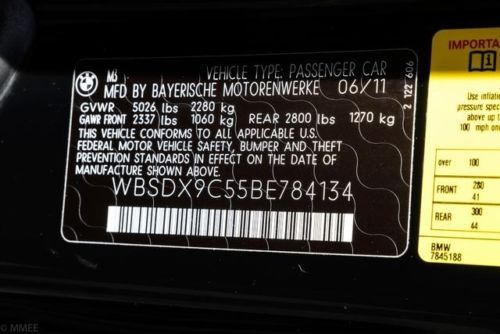 M3 VEHICLE TYPE: PASSENGER CAR
MFD BY BAYERISCHE MOTORENWERKE 06/11
GVWR 5026 lbs 2280 kg
GAWR FRONT 2337 lbs 1060 kg REAR 2800 lbs 1270 kg
THIS VEHICLE CONFORMS TO ALL APPLICABLE U.S.
FEDERAL MOTOR VEHICLE SAFETY, BUMPER AND THEFT
PREVENTION STANDARDS IN EFFECT ON THE DATE OF
MANUFACTURE SHOWN ABOVE.
WBSDX9C55BE784134
2 122 606
IMPORTA
Use inflati
pressure spec
above up
100 mph on
over 100
FRONT 280
41
REAR 300
44
BMW
7845188
© MMEE